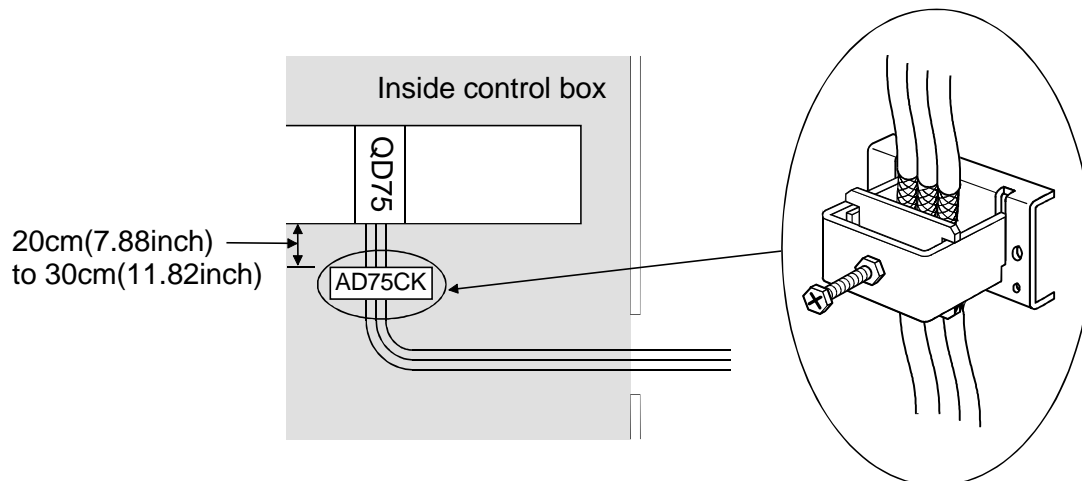 Inside control box
QD75
20cm(7.88inch)
to 30cm(11.82inch)
AD75CK